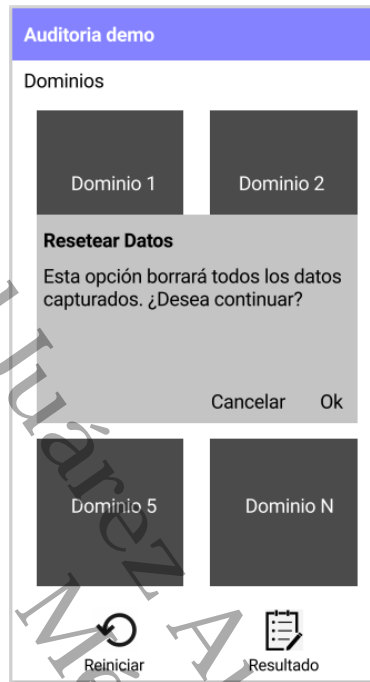 Auditoria demo
Dominios
Dominio 1
Dominio 2
Resetear Datos
Esta opción borrará todos los datos
capturados. ¿Desea continuar?
Cancelar Ok
Dominio 5
Dominio N
Reiniciar
Resultado
Juárez